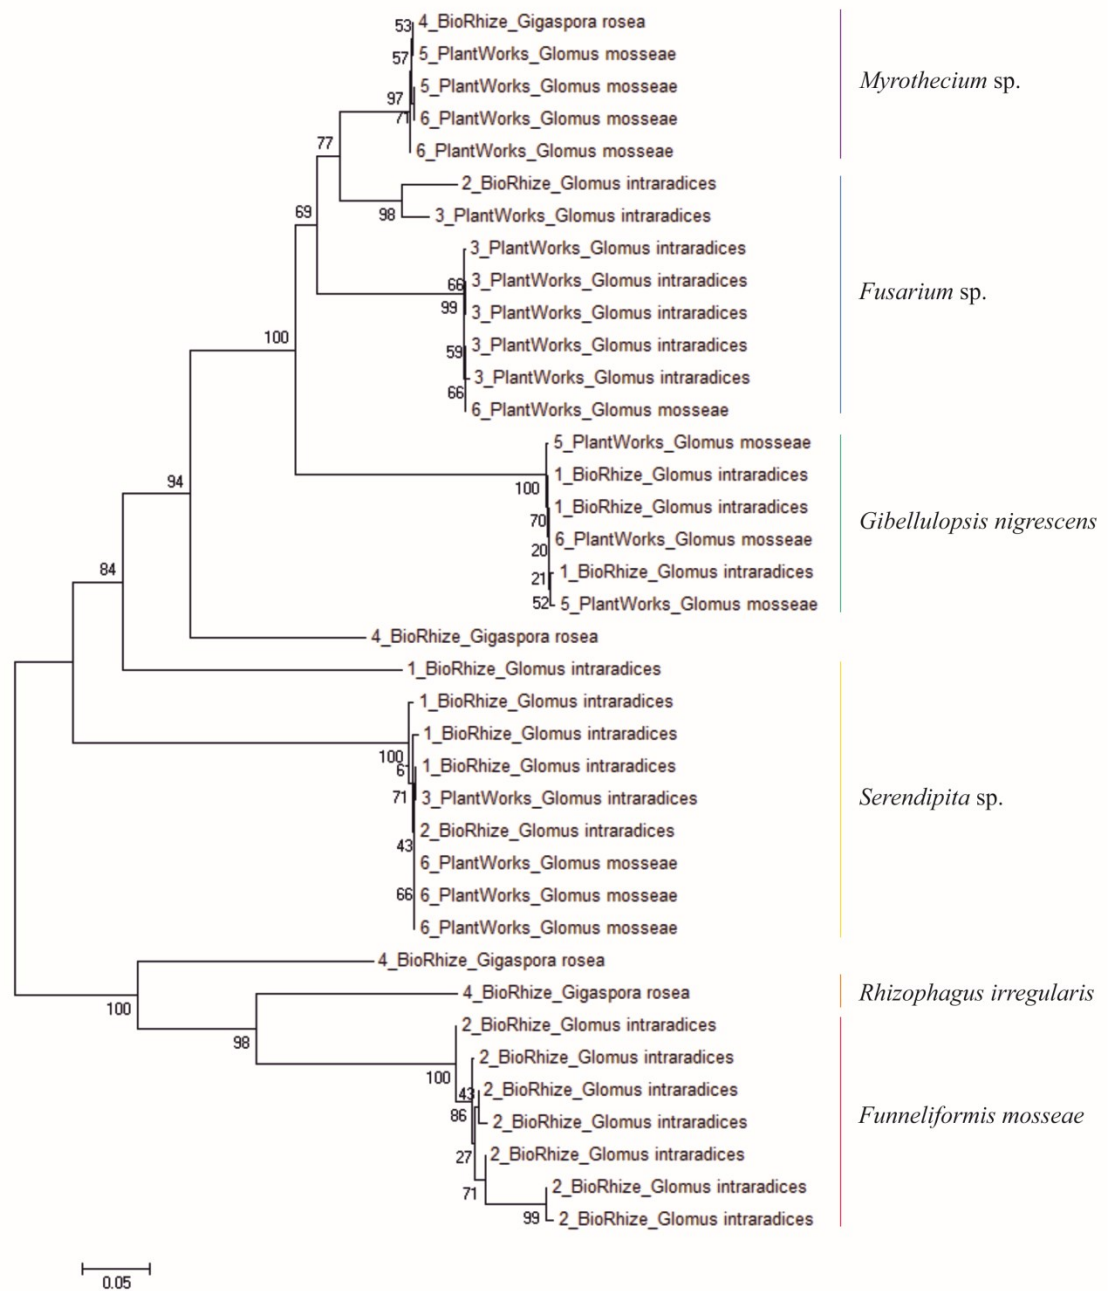 53 4_BioRhize_Gigaspora rosea
57 5_PlantWorks_Glomus mosseae
5_PlantWorks_Glomus mosseae
Myrothecium sp.
97
71 6_PlantWorks_Glomus mosseae
6_PlantWorks_Glomus mosseae
77
2_BioRhize_Glomus intraradices
98 3_PlantWorks_Glomus intraradices
69
3_PlantWorks_Glomus intraradices
66 3_PlantWorks_Glomus intraradices
Fusarium sp.
99 3_PlantWorks_Glomus intraradices
100
59 3_PlantWorks_Glomus intraradices
3_PlantWorks_Glomus intraradices
66
6_PlantWorks_Glomus mosseae
5_PlantWorks_Glomus mosseae
94
1_BioRhize_Glomus intraradices
100
1_BioRhize_Glomus intraradices
70
Gibellulopsis nigrescens
6_PlantWorks_Glomus mosseae
20
84
21 1_BioRhize_Glomus intraradices
52 5_PlantWorks_Glomus mosseae
4_BioRhize_Gigaspora rosea
1_BioRhize_Glomus intraradices
1_BioRhize_Glomus intraradices
1_BioRhize_Glomus intraradices
100
6 1_BioRhize_Glomus intraradices
71 3_PlantWorks_Glomus intraradices
Serendipita sp.
2_BioRhize_Glomus intraradices
43
6_PlantWorks_Glomus mosseae
66 6_PlantWorks_Glomus mosseae
6_PlantWorks_Glomus mosseae
4_BioRhize_Gigaspora rosea
100
4_BioRhize_Gigaspora rosea
Rhizophagus irregularis
98
2_BioRhize_Glomus intraradices
2_BioRhize_Glomus intraradices
100
43 2_BioRhize_Glomus intraradices
86
2_BioRhize_Glomus intraradices
Funneliformis mosseae
27 2_BioRhize_Glomus intraradices
71
2_BioRhize_Glomus intraradices
99 2_BioRhize_Glomus intraradices
0.05